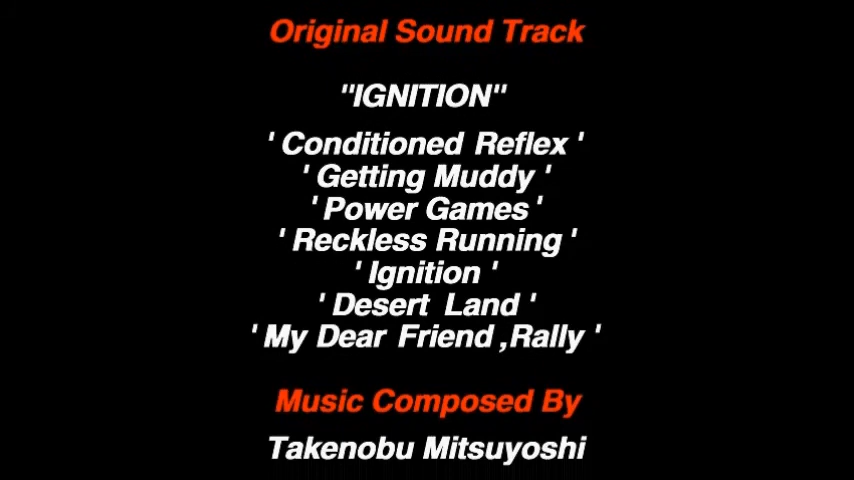 Original Sound Track
"IGNITION"
' Conditioned Reflex '
' Getting Muddy '
' Power Games '
' Reckless Running '
' Ignition '
' Desert Land '
' My Dear Friend ,Rally '
Music Composed By
Takenobu Mitsuyoshi